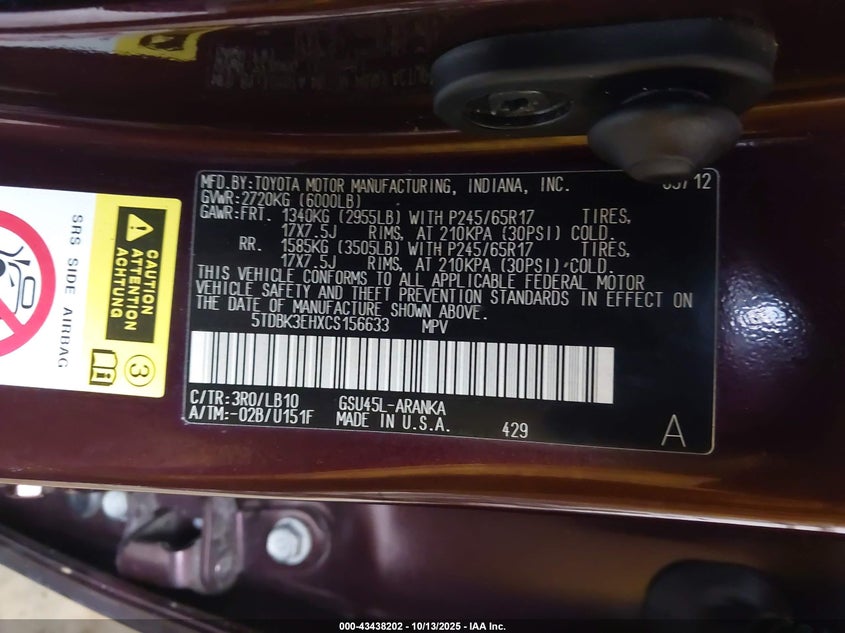 MFD.BY:TOYOTA MOTOR MANUFACTURING, INDIANA, INC. 03/12
GVWR:2720KG (6000LB)
GAWR:FRT. 1340KG (2955LB) WITH P245/65R17 TIRES,
17X7.5J RIMS, AT 210KPA (30PSI) COLD.
RR. 1585KG (3505LB) WITH P245/65R17 TIRES,
17X7.5J RIMS, AT 210KPA (30PSI) COLD.
THIS VEHICLE CONFORMS TO ALL APPLICABLE FEDERAL MOTOR
VEHICLE SAFETY AND THEFT PREVENTION STANDARDS IN EFFECT ON
THE DATE OF MANUFACTURE SHOWN ABOVE.
5TDBK3EHXCS156633 MPV
C/TR:3R0/LB10 GSU45L-ARANKA
A/TM:-02B/U151F MADE IN U.S.A. 429 A
SRS SIDE AIRBAG
CAUTION
ATTENTION
ACHTUNG
3
000-43438202 - 10/13/2025 - IAA Inc.